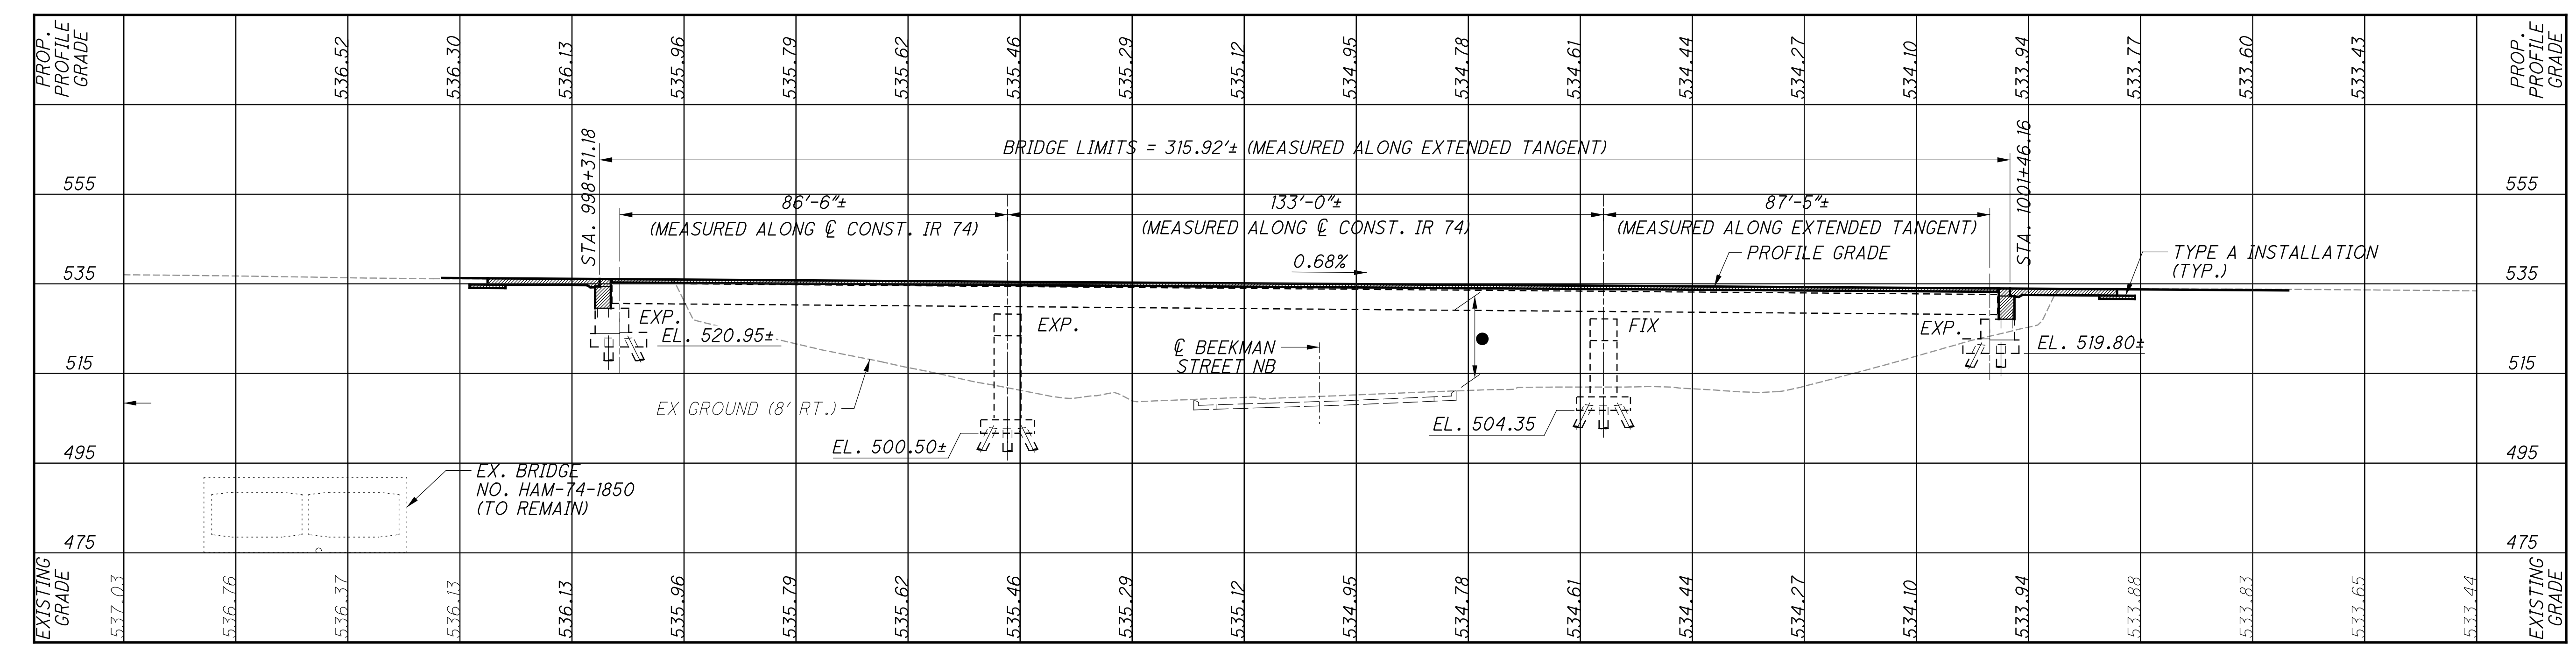 PROP.
PROFILE
GRADE
536.52
536.30
536.13
535.96
535.79
535.62
535.46
535.29
535.12
534.95
534.78
534.61
534.44
534.27
534.10
533.94
533.77
533.60
533.43
PROP.
PROFILE
GRADE
STA. 998+31.18
BRIDGE LIMITS = 315.92'± (MEASURED ALONG EXTENDED TANGENT)
STA. 1001+46.16
555
86'-6"±
(MEASURED ALONG ℄ CONST. IR 74)
133'-0"±
(MEASURED ALONG ℄ CONST. IR 74)
87'-5"±
(MEASURED ALONG EXTENDED TANGENT)
555
535
0.68%
PROFILE GRADE
TYPE A INSTALLATION
(TYP.)
535
EXP.
EL. 520.95±
EXP.
℄ BEEKMAN
STREET NB
FIX
EXP.
EL. 519.80±
515
515
EX GROUND (8' RT.)
EL. 500.50±
EL. 504.35
495
495
EX. BRIDGE
NO. HAM-74-1850
(TO REMAIN)
475
475
EXISTING
GRADE
537.03
536.76
536.37
536.13
536.13
535.96
535.79
535.62
535.46
535.29
535.12
534.95
534.78
534.61
534.44
534.27
534.10
533.94
533.88
533.83
533.65
533.44
EXISTING
GRADE